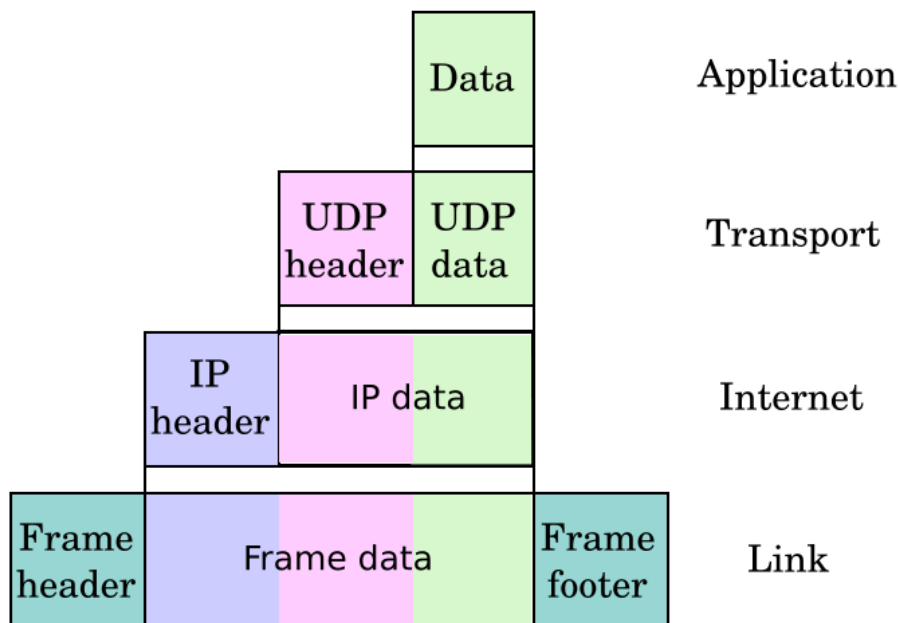 Data
Application
UDP
header
UDP
data
Transport
IP
header
IP data
Internet
Frame
header
Frame data
Frame
footer
Link